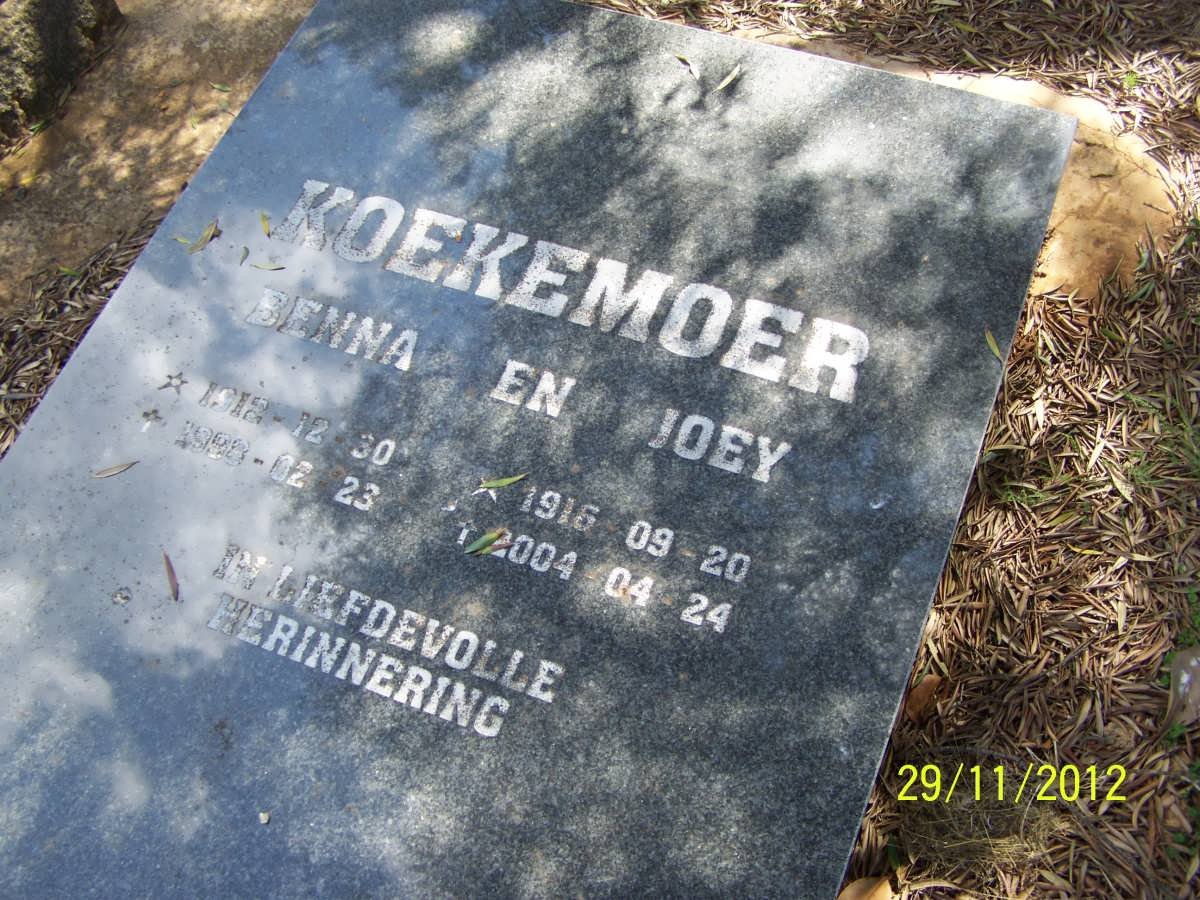 KOEKEMOER
BENNA EN JOEY
1912-12-30
1916-09-20
02-23
2004-04-24
IN LIEFDEVOLLE
HERINNERING
29/11/2012